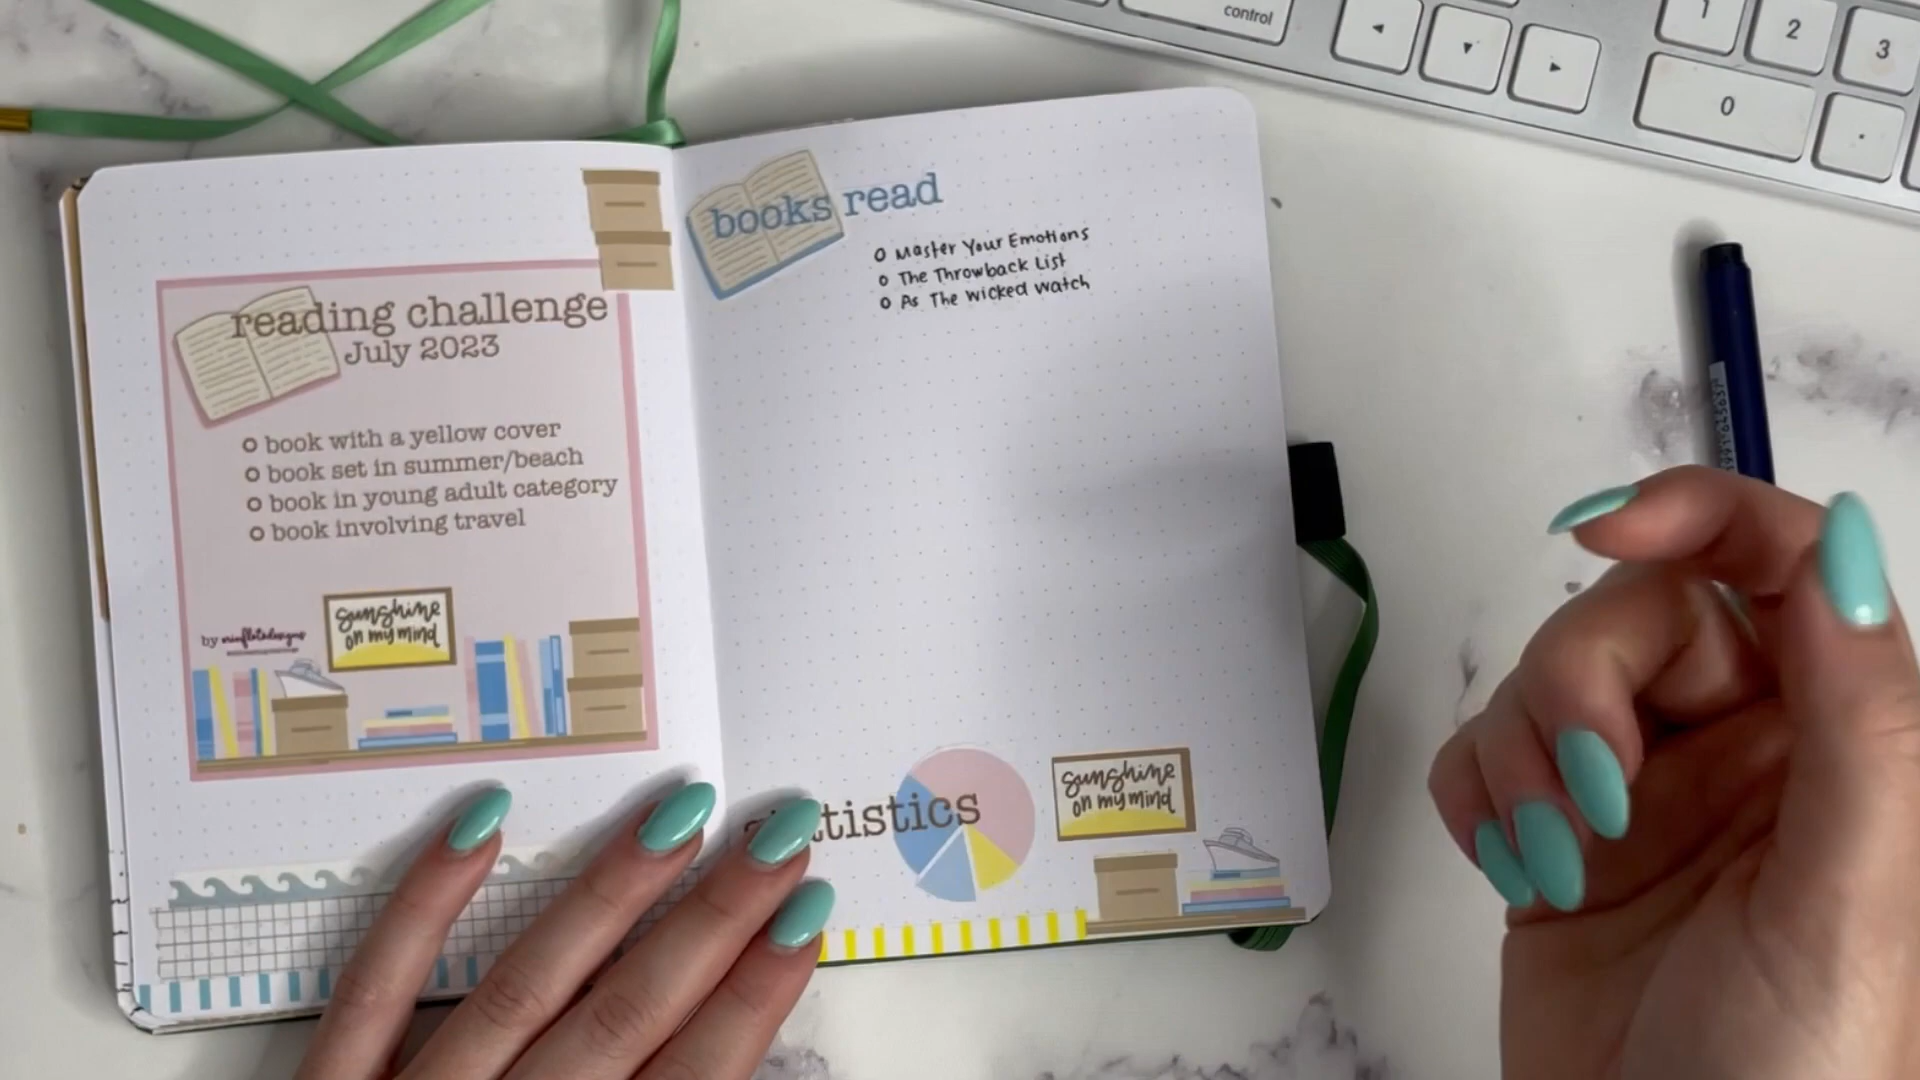 reading challenge
July 2023
book with a yellow cover
book set in summer/beach
book in young adult category
book involving travel
by
sunshine
on my mind
books read
Master Your Emotions
The Throwback List
As The Wicked Watch
sunshine
on my mind
control
1
2
3
0